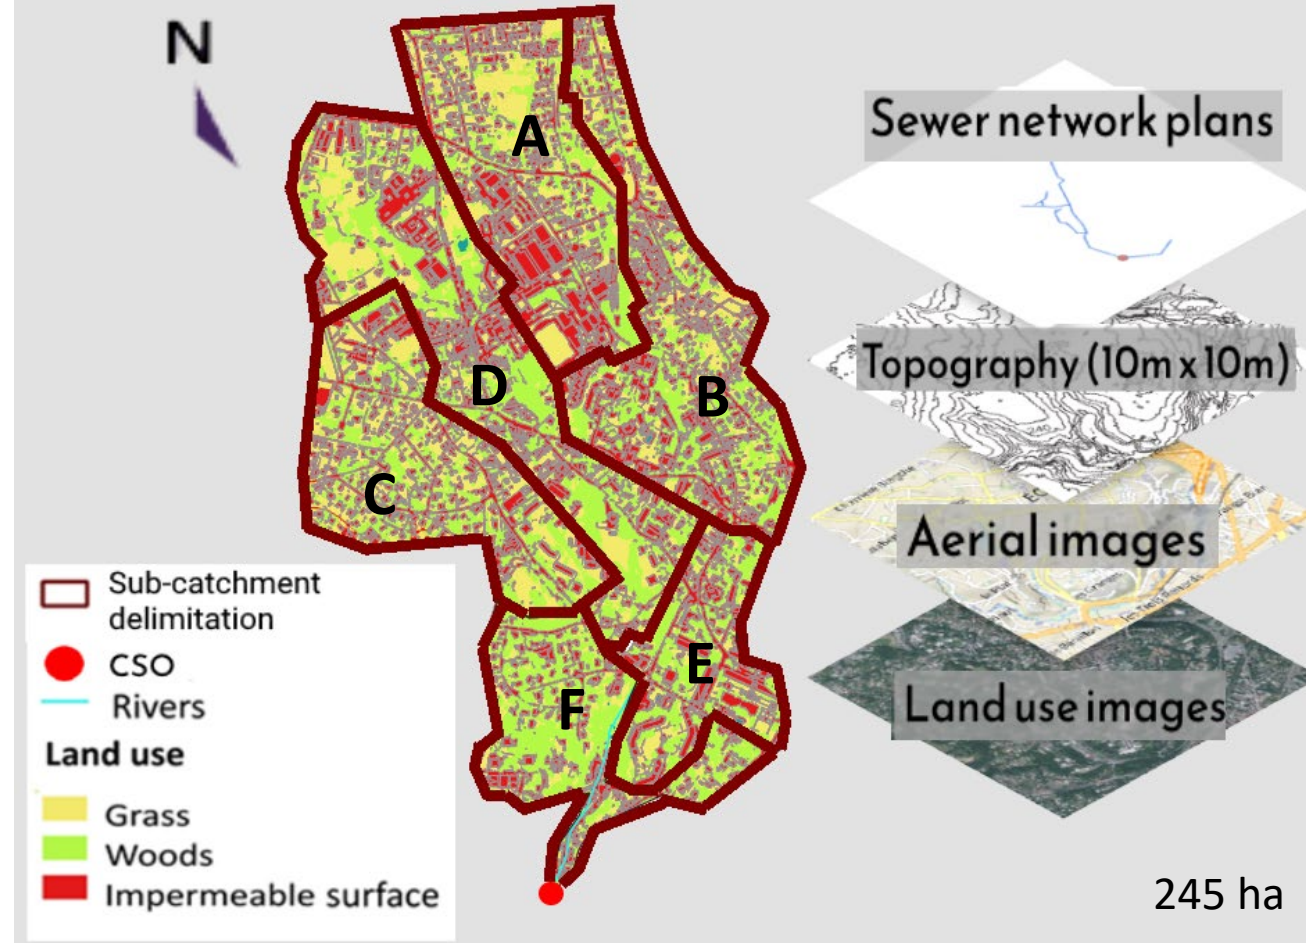 N
A
B
D
C
E
F
Sub-catchment
delimitation
CSO
Rivers
Land use
Grass
Woods
Impermeable surface
Sewer network plans
Topography (10m x 10m)
Aerial images
Land use images
245 ha